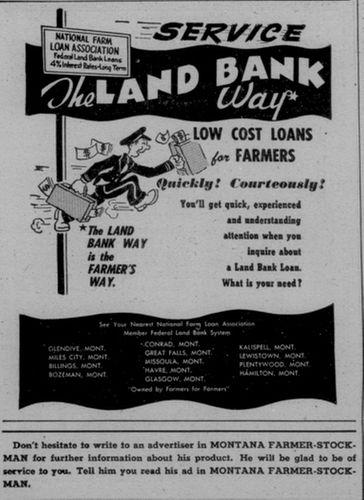 SERVICE
NATIONAL FARM
LOAN ASSOCIATION
Federal Land Bank Loans
4% Interest Rates-Long Term
The LAND BANK
Way*
LOW COST LOANS
for FARMERS
Quickly! Courteously!
You'll get quick, experienced
and understanding
attention when you
inquire about
a Land Bank Loan.
What is your need?
*The LAND
BANK WAY
is the
FARMER'S
WAY.
See Your Nearest National Farm Loan Association
Member Federal Land Bank System
GLENDIVE, MONT.
MILES CITY, MONT.
BILLINGS, MONT.
BOZEMAN, MONT.
CONRAD, MONT.
GREAT FALLS, MONT.
MISSOULA, MONT.
HAVRE, MONT.
GLASGOW, MONT.
KALISPELL, MONT.
LEWISTOWN, MONT.
PLENTYWOOD, MONT.
HAMILTON, MONT.
"Owned by Farmers for Farmers"
Don't hesitate to write to an advertiser in MONTANA FARMER-STOCK-
MAN for further information about his product. He will be glad to be of
service to you. Tell him you read his ad in MONTANA FARMER-STOCK-
MAN.